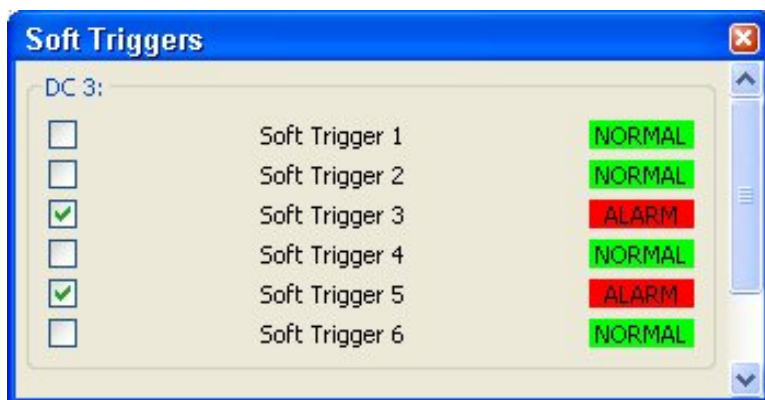 Soft Triggers
DC 3:
Soft Trigger 1 NORMAL
Soft Trigger 2 NORMAL
Soft Trigger 3 ALARM
Soft Trigger 4 NORMAL
Soft Trigger 5 ALARM
Soft Trigger 6 NORMAL